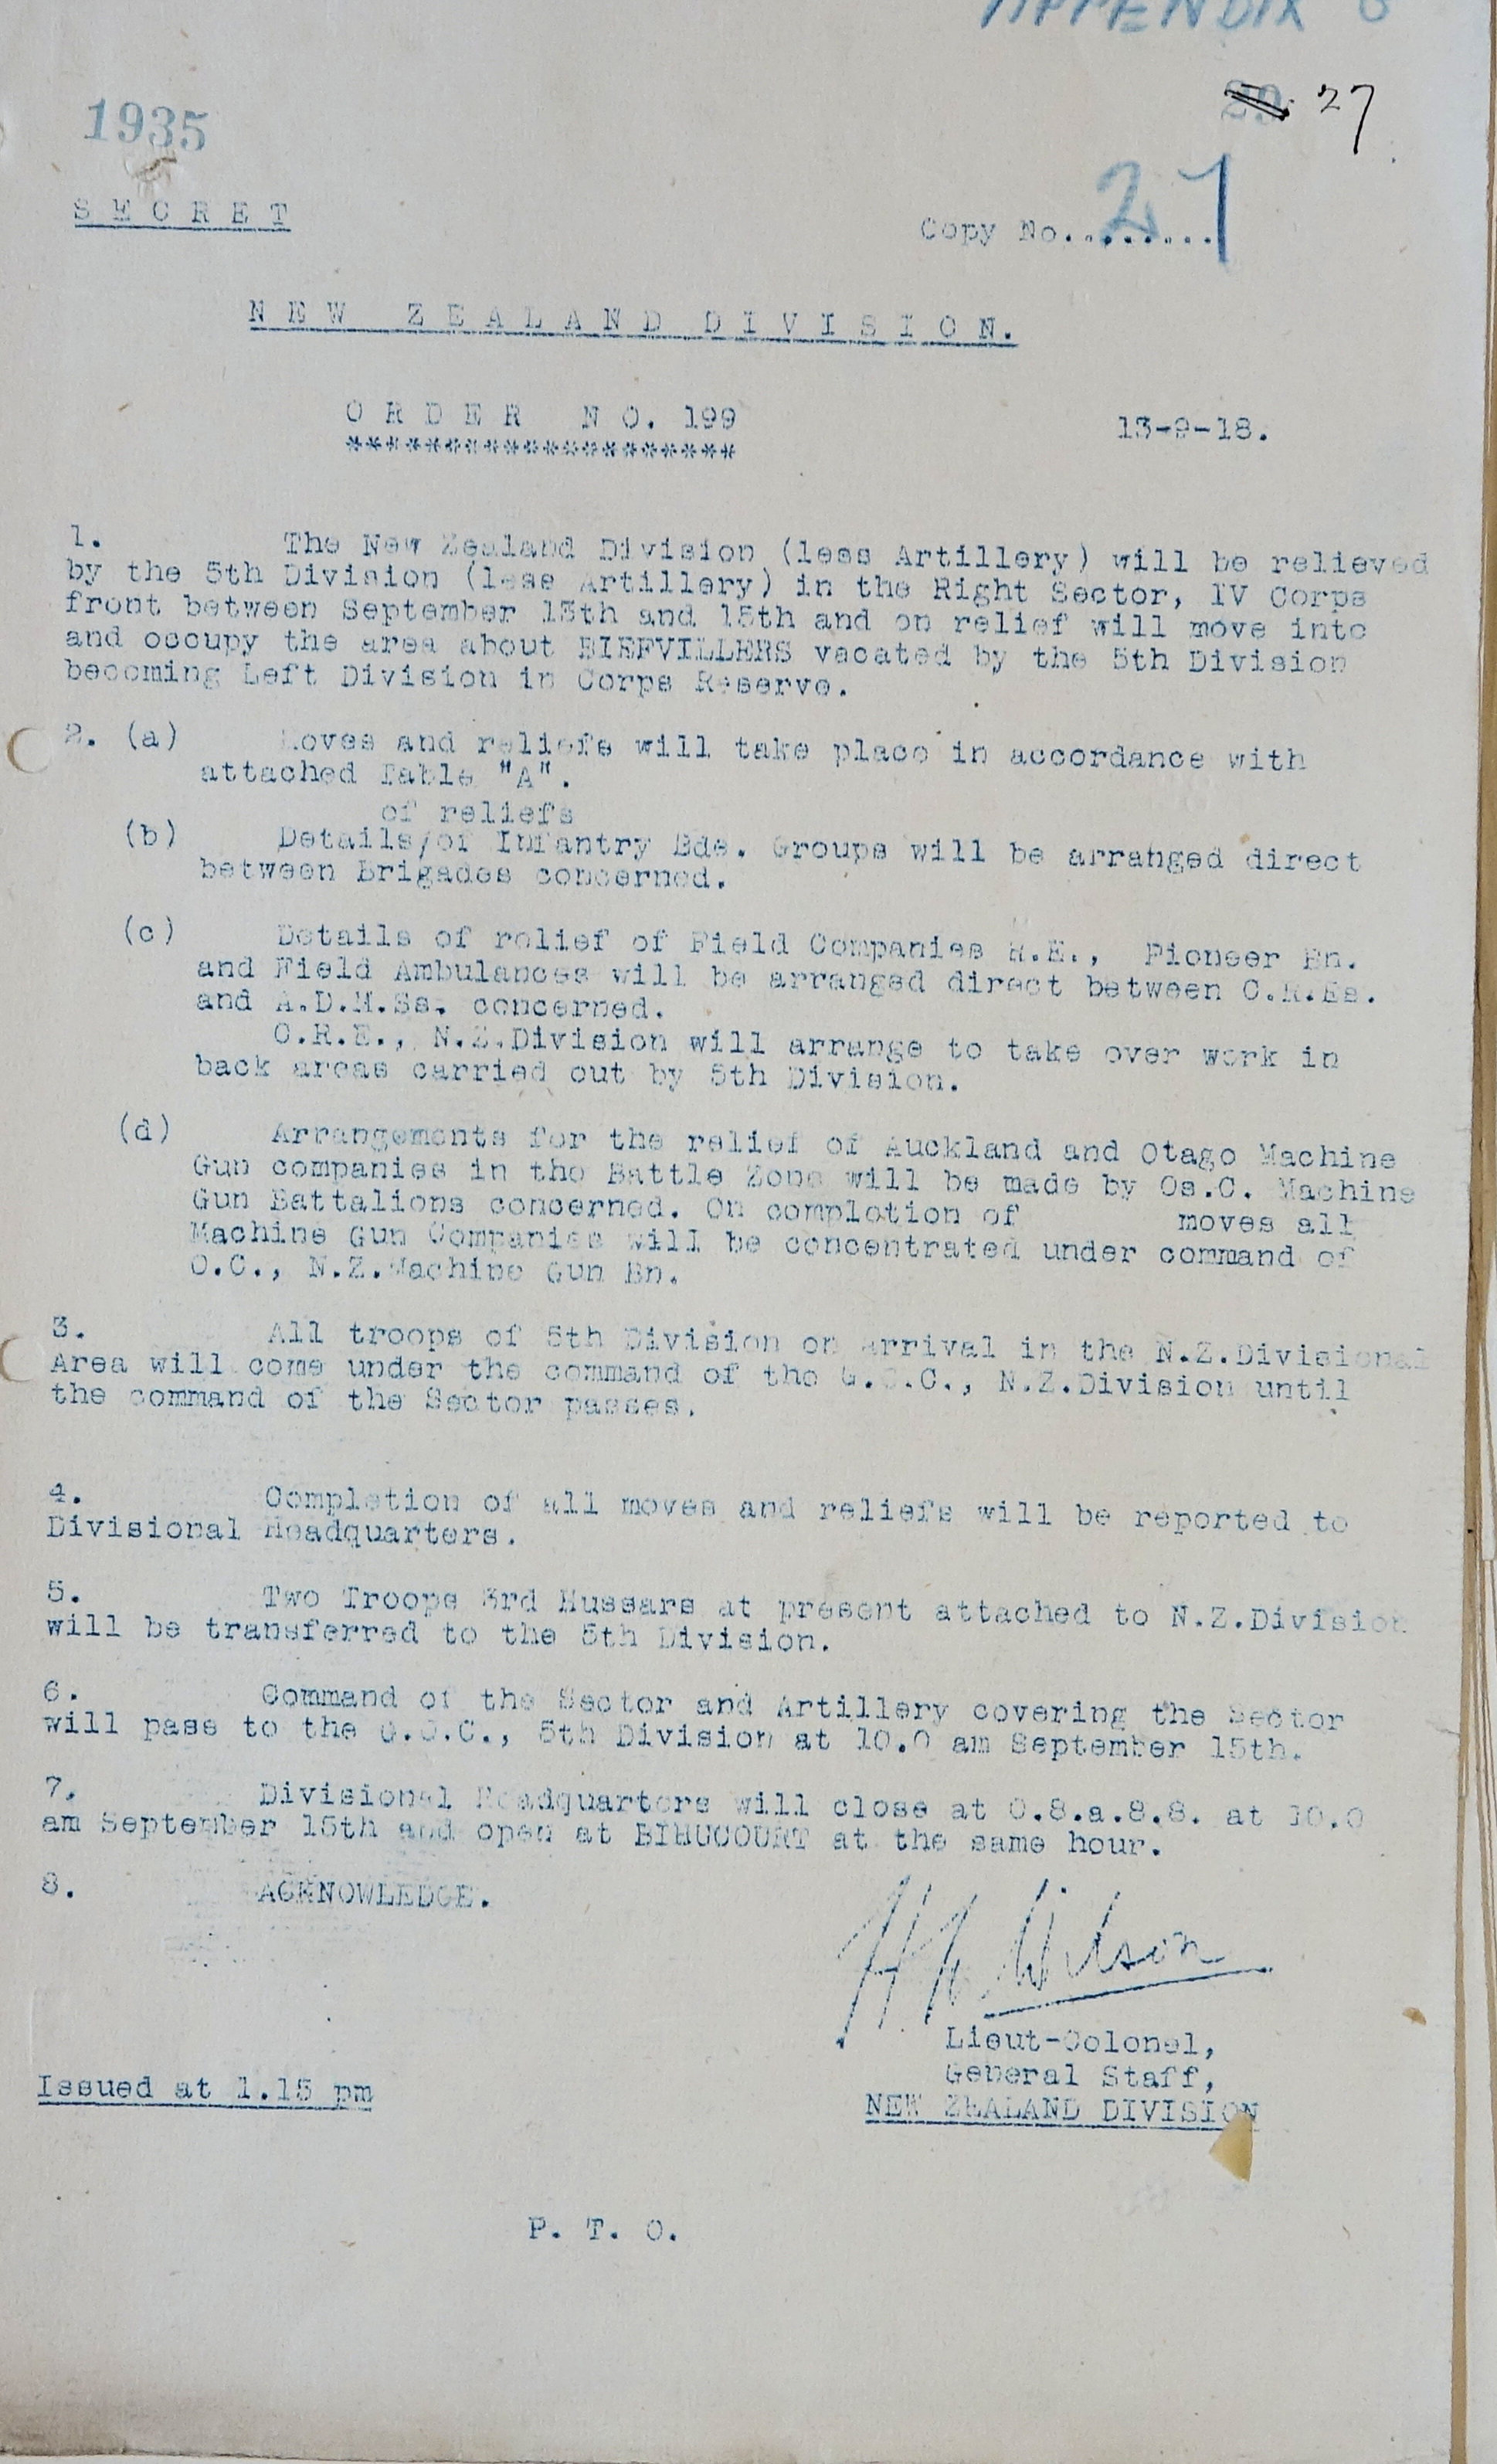 APPENDIX
1935
27
SECRET
Copy No......... 27
NEW ZEALAND DIVISION.
ORDER NO. 199
13-9-18.
********************
1. The New Zealand Division (less Artillery) will be relieved
by the 5th Division (less Artillery) in the Right Sector, IV Corps
front between September 13th and 15th and on relief will move into
and occupy the area about BIEFVILLERS vacated by the 5th Division
becoming Left Division in Corps Reserve.
2. (a) Moves and reliefs will take place in accordance with
attached Table "A".
of reliefs
(b) Details/of Infantry Bde. Groups will be arranged direct
between Brigades concerned.
(c) Details of relief of Field Companies R.E., Pioneer Bn.
and Field Ambulances will be arranged direct between C.R.Es.
and A.D.M.Ss. concerned.
C.R.E., N.Z.Division will arrange to take over work in
back areas carried out by 5th Division.
(d) Arrangements for the relief of Auckland and Otago Machine
Gun companies in the Battle Zone will be made by Os.C. Machine
Gun Battalions concerned. On completion of moves all
Machine Gun Companies will be concentrated under command of
O.C., N.Z.Machine Gun Bn.
3. All troops of 5th Division on arrival in the N.Z.Divisional
Area will come under the command of the G.O.C., N.Z.Division until
the command of the Sector passes.
4. Completion of all moves and reliefs will be reported to
Divisional Headquarters.
5. Two Troops 3rd Hussars at present attached to N.Z.Division
will be transferred to the 5th Division.
6. Command of the Sector and Artillery covering the Sector
will pass to the G.O.C., 5th Division at 10.0 am September 15th.
7. Divisional Headquarters will close at O.8.a.8.8. at 10.0
am September 15th and open at BIHUCOURT at the same hour.
8. ACKNOWLEDGE.
Wilson
Lieut-Colonel,
General Staff,
Issued at 1.15 pm
NEW ZEALAND DIVISION
P. T. O.